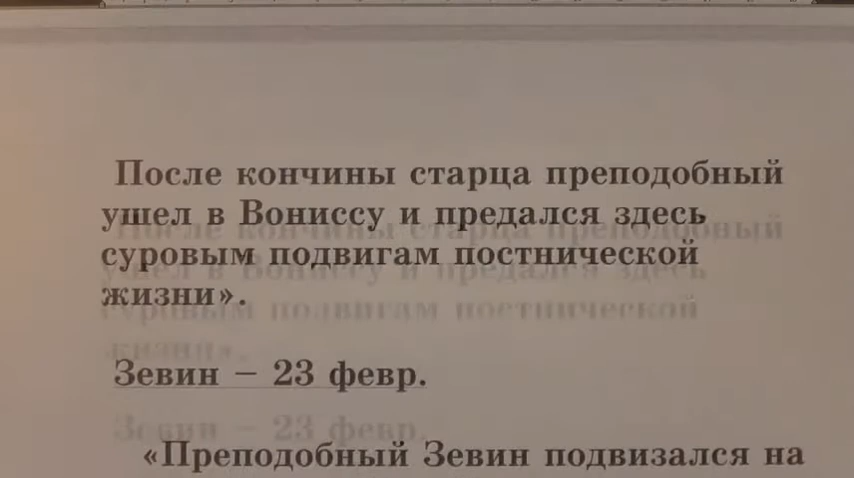 После кончины старца преподобный
ушел в Вониссу и предался здесь
суровым подвигам постнической
жизни».
Зевин – 23 февр.
«Преподобный Зевин подвизался на